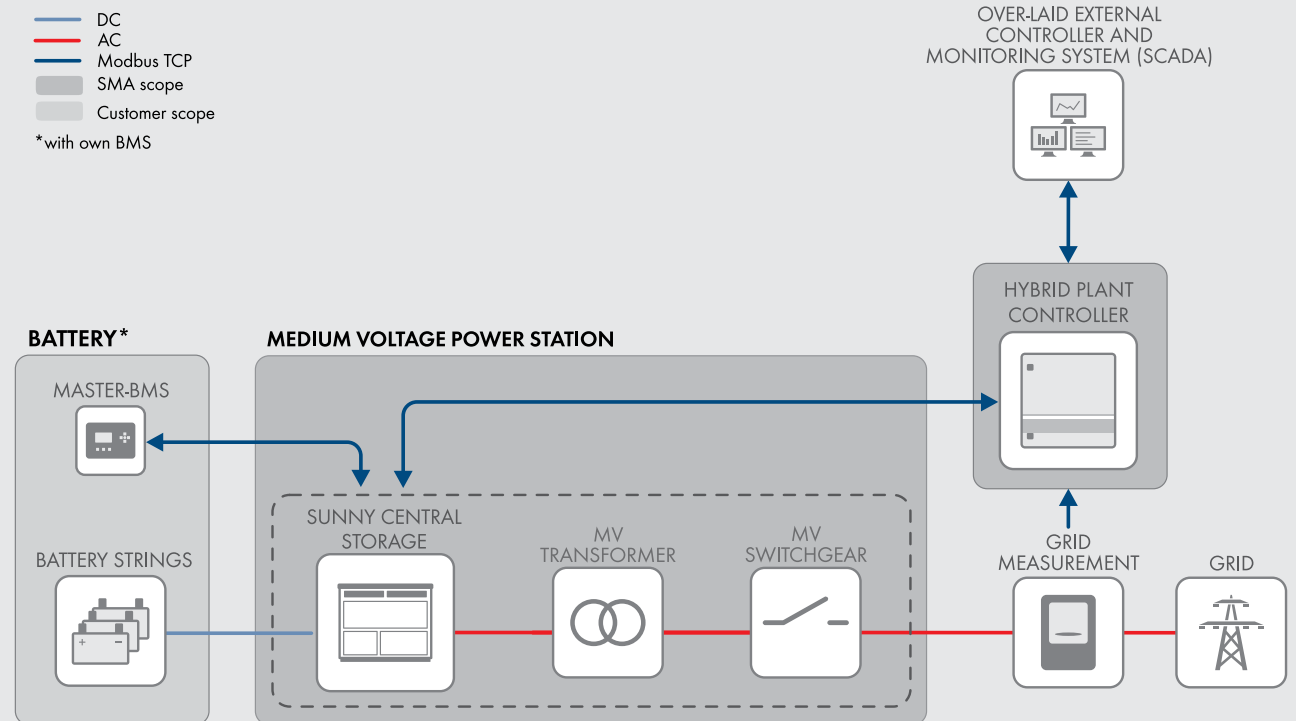 DC
AC
Modbus TCP
SMA scope
Customer scope
*with own BMS
OVER-LAID EXTERNAL
CONTROLLER AND
MONITORING SYSTEM (SCADA)
HYBRID PLANT
CONTROLLER
BATTERY*
MEDIUM VOLTAGE POWER STATION
MASTER-BMS
SUNNY CENTRAL
STORAGE
MV
TRANSFORMER
MV
SWITCHGEAR
BATTERY STRINGS
GRID
MEASUREMENT
GRID
+ −